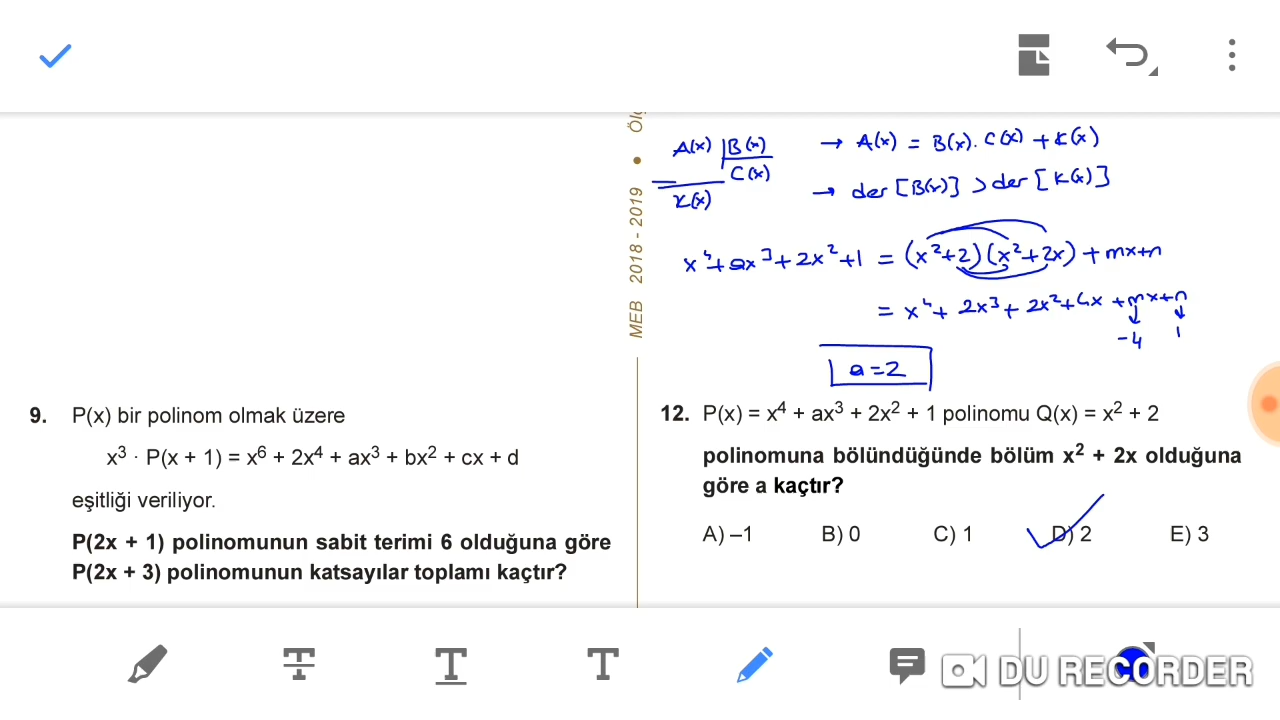 MEB 2018 - 2019 • Ölç
9. P(x) bir polinom olmak üzere
x³ · P(x + 1) = x⁶ + 2x⁴ + ax³ + bx² + cx + d
eşitliği veriliyor.
P(2x + 1) polinomunun sabit terimi 6 olduğuna göre
P(2x + 3) polinomunun katsayılar toplamı kaçtır?
A(x) B(x) → A(x) = B(x). C(x) + K(x)
C(x)
K(x) → der [B(x)] > der [K(x)]
x⁴ + ax³ + 2x² + 1 = (x² + 2) (x² + 2x) + mx + n
= x⁴ + 2x³ + 2x² + 4x + mx + n
-4 1
a = 2
12. P(x) = x⁴ + ax³ + 2x² + 1 polinomu Q(x) = x² + 2
polinomuna bölündüğünde bölüm x² + 2x olduğuna
göre a kaçtır?
A) –1 B) 0 C) 1 D) 2 E) 3
T T T
DU RECORDER